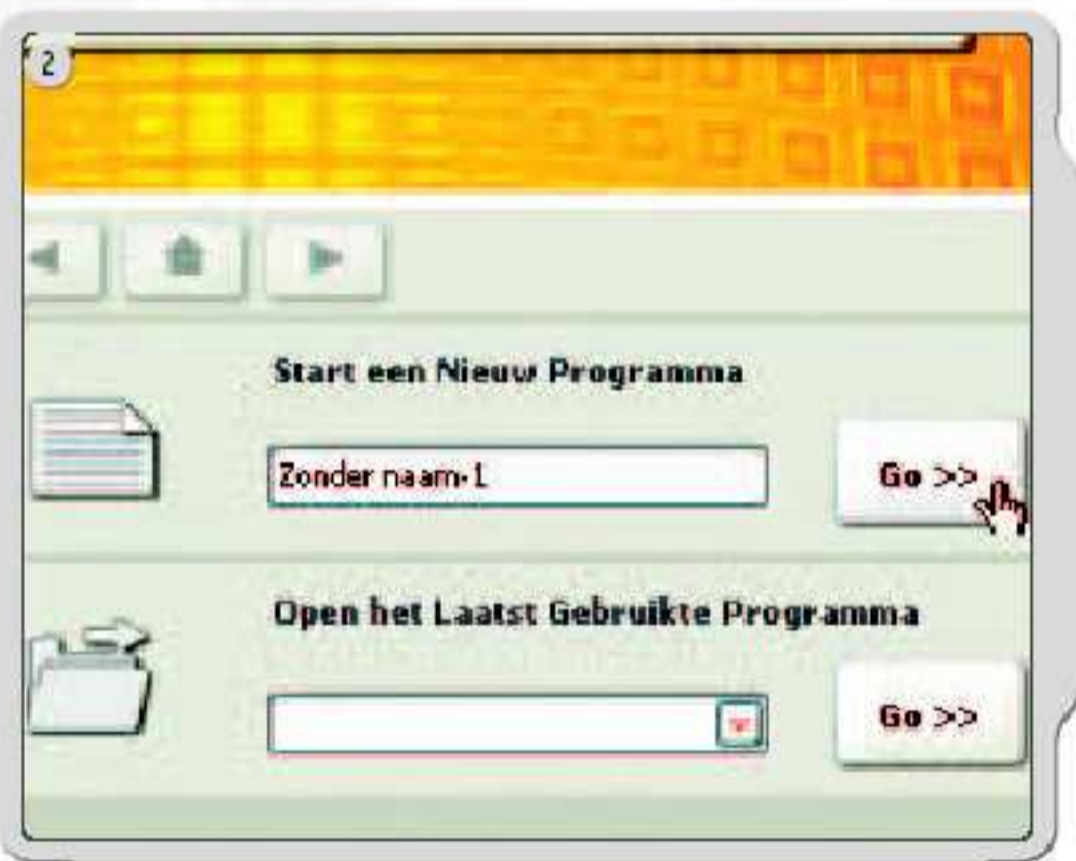 2
Start een Nieuw Programma
Zonder naam-1
Go >>
Open het Laatst Gebruikte Programma
Go >>